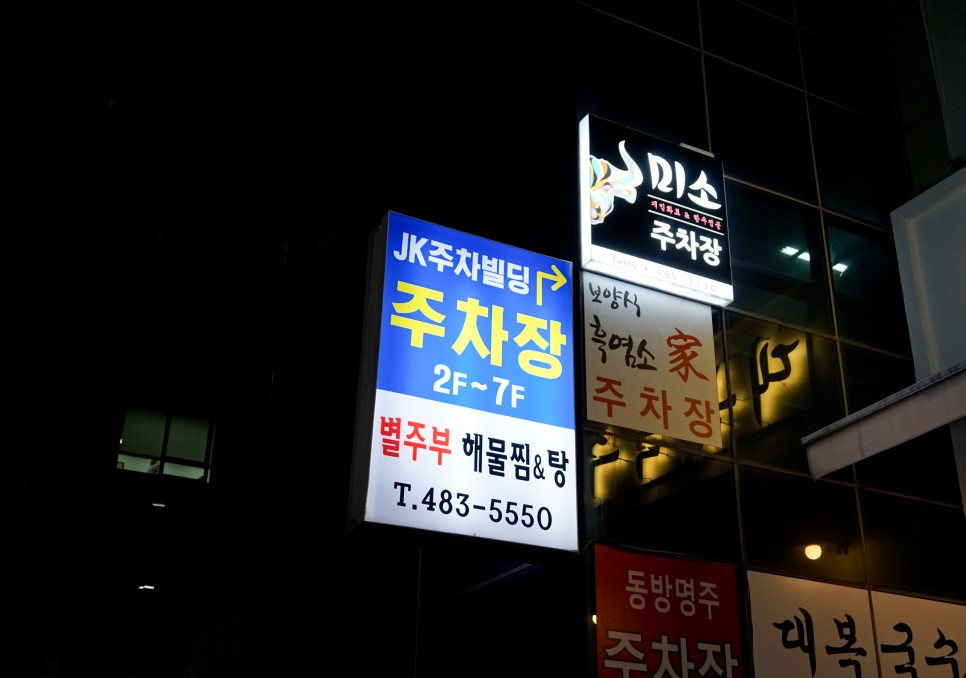 JK주차빌딩
주차장
2F~7F
별주부 해물찜&탕
T.483-5550
미소
주차장
보양식
흑염소 家
주차장
동방명주
주차장
대복국수